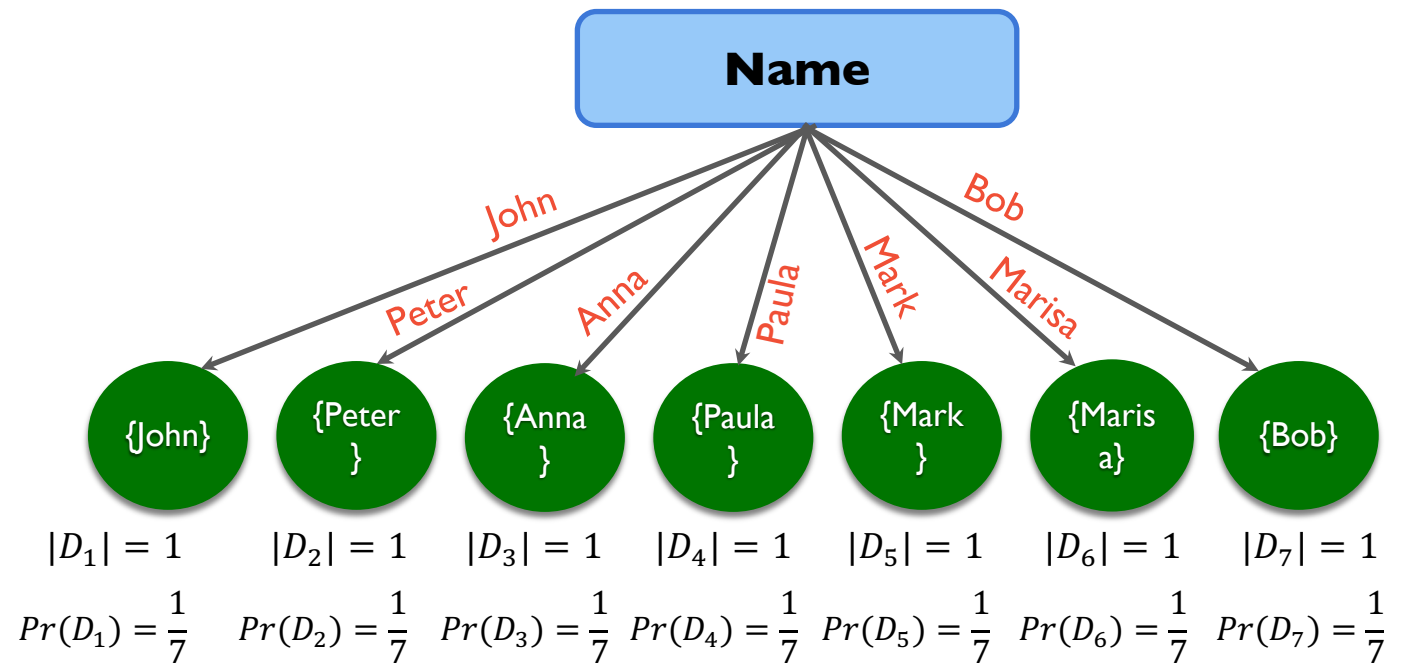 Name
John
Peter
Anna
Paula
Mark
Marisa
Bob
{John}
{Peter
}
{Anna
}
{Paula
}
{Mark
}
{Maris
a}
{Bob}
|D₁| = 1
|D₂| = 1
|D₃| = 1
|D₄| = 1
|D₅| = 1
|D₆| = 1
|D₇| = 1
Pr(D₁) = 1/7
Pr(D₂) = 1/7
Pr(D₃) = 1/7
Pr(D₄) = 1/7
Pr(D₅) = 1/7
Pr(D₆) = 1/7
Pr(D₇) = 1/7